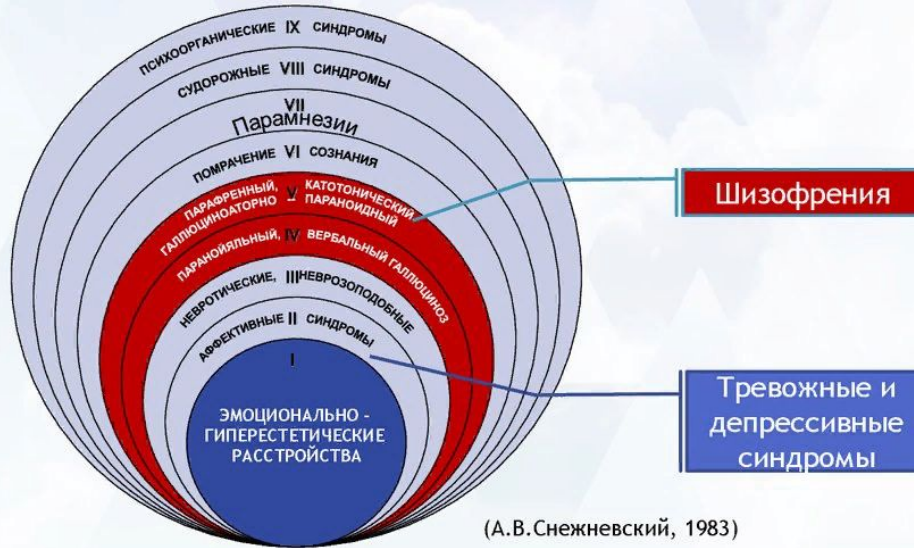 ПСИХООРГАНИЧЕСКИЕ IX СИНДРОМЫ
СУДОРОЖНЫЕ VIII СИНДРОМЫ
VII
Парамнезии
ПОМРАЧЕНИЕ VI СОЗНАНИЯ
ПАРАФРЕННЫЙ, V КАТОТОНИЧЕСКИЙ
ГАЛЛЮЦИНОАТОРНО - ПАРАНОИДНЫЙ
ПАРАНОЙЯЛЬНЫЙ, IV ВЕРБАЛЬНЫЙ ГАЛЛЮЦИНОЗ
НЕВРОТИЧЕСКИЕ, III НЕВРОЗОПОДОБНЫЕ
АФФЕКТИВНЫЕ II СИНДРОМЫ
I
ЭМОЦИОНАЛЬНО -
ГИПЕРЕСТЕТИЧЕСКИЕ
РАССТРОЙСТВА
Шизофрения
Тревожные и
депрессивные
синдромы
(А.В.Снежневский, 1983)